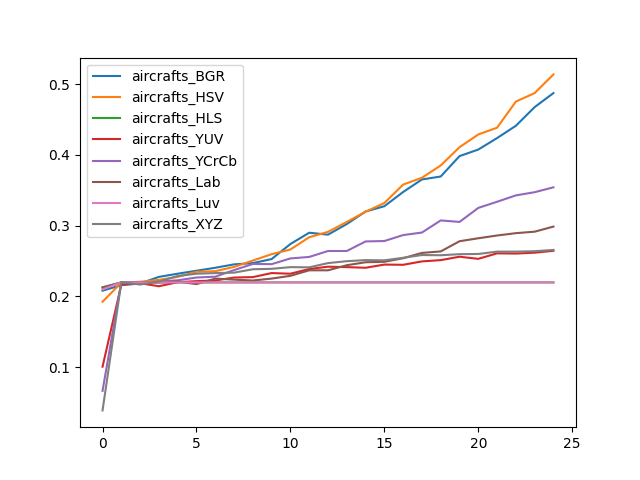 aircrafts_BGR
aircrafts_HSV
aircrafts_HLS
aircrafts_YUV
aircrafts_YCrCb
aircrafts_Lab
aircrafts_Luv
aircrafts_XYZ
0.5
0.4
0.3
0.2
0.1
0 5 10 15 20 25